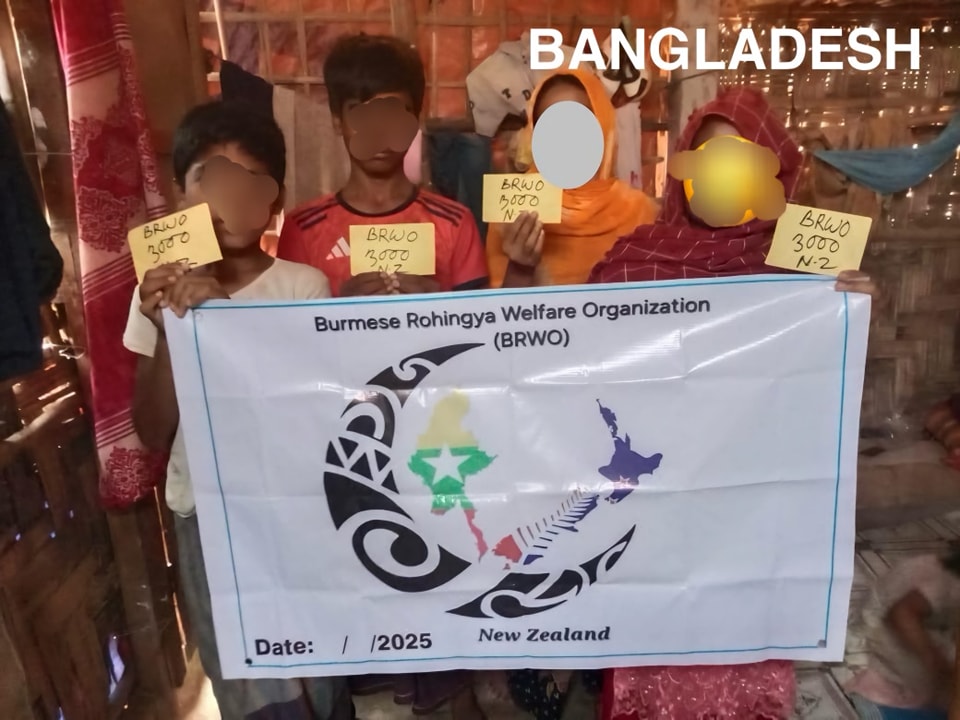 BANGLADESH
BRWO
3000
N-Z
BRWO
3000
N-Z
BRWO
3000
BRWO
3000
N-Z
Burmese Rohingya Welfare Organization
(BRWO)
New Zealand
Date: / /2025